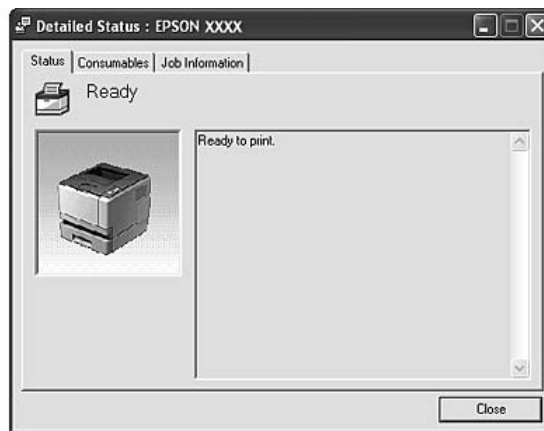 Detailed Status : EPSON XXXX
Status Consumables Job Information
Ready
Ready to print.
Close